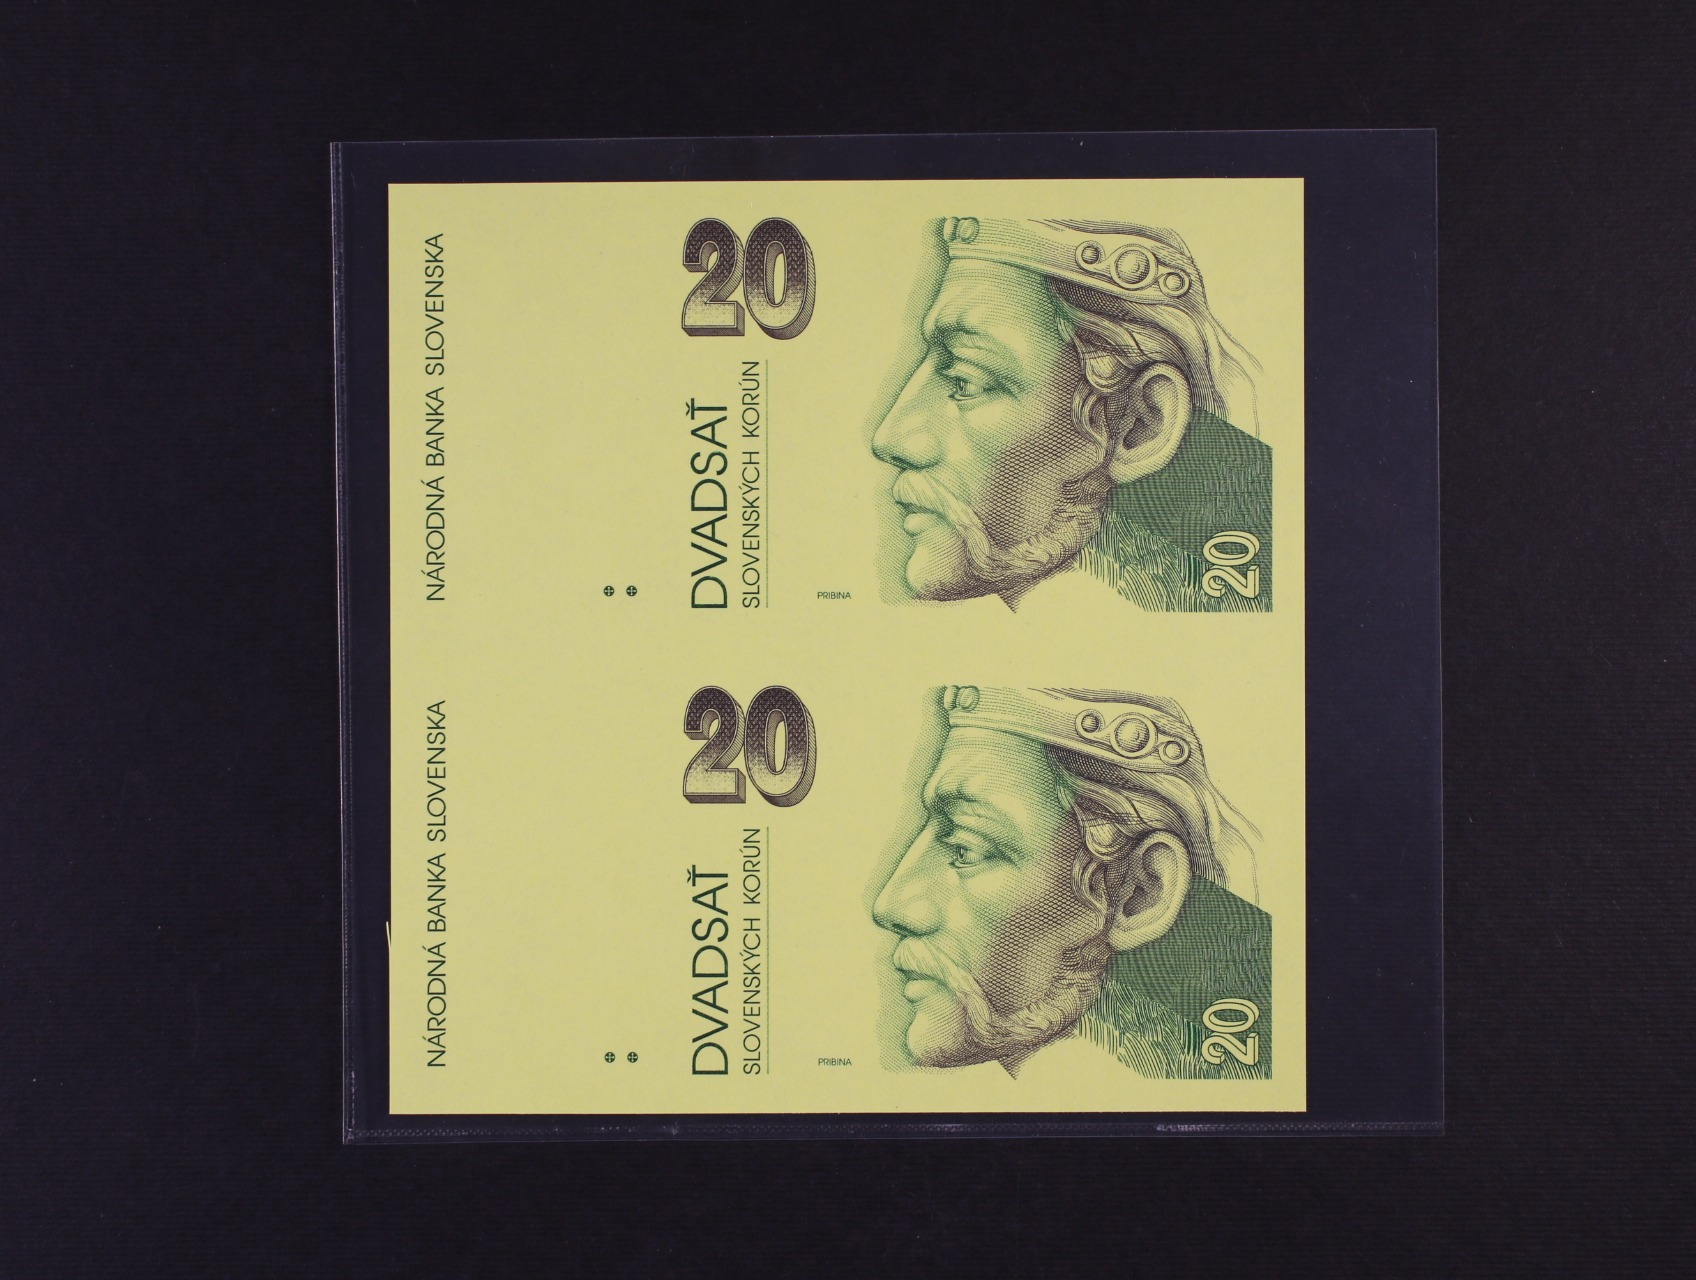 NÁRODNÁ BANKA SLOVENSKA
20
DVADSAŤ
SLOVENSKÝCH KORÚN
PRIBINA
20
NÁRODNÁ BANKA SLOVENSKA
20
DVADSAŤ
SLOVENSKÝCH KORÚN
PRIBINA
20